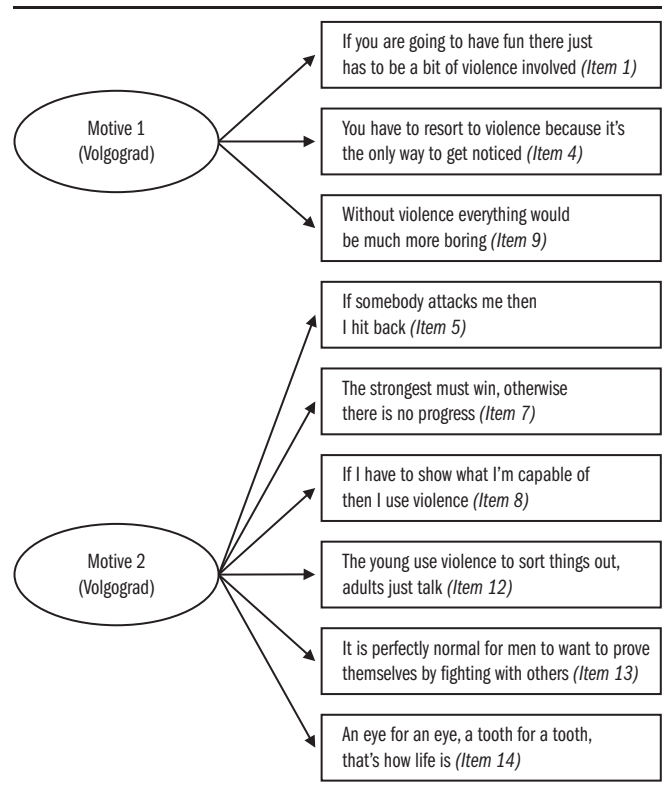 If you are going to have fun there just
has to be a bit of violence involved (Item 1)
Motive 1
(Volgograd)
You have to resort to violence because it's
the only way to get noticed (Item 4)
Without violence everything would
be much more boring (Item 9)
If somebody attacks me then
I hit back (Item 5)
The strongest must win, otherwise
there is no progress (Item 7)
If I have to show what I'm capable of
then I use violence (Item 8)
Motive 2
(Volgograd)
The young use violence to sort things out,
adults just talk (Item 12)
It is perfectly normal for men to want to prove
themselves by fighting with others (Item 13)
An eye for an eye, a tooth for a tooth,
that's how life is (Item 14)